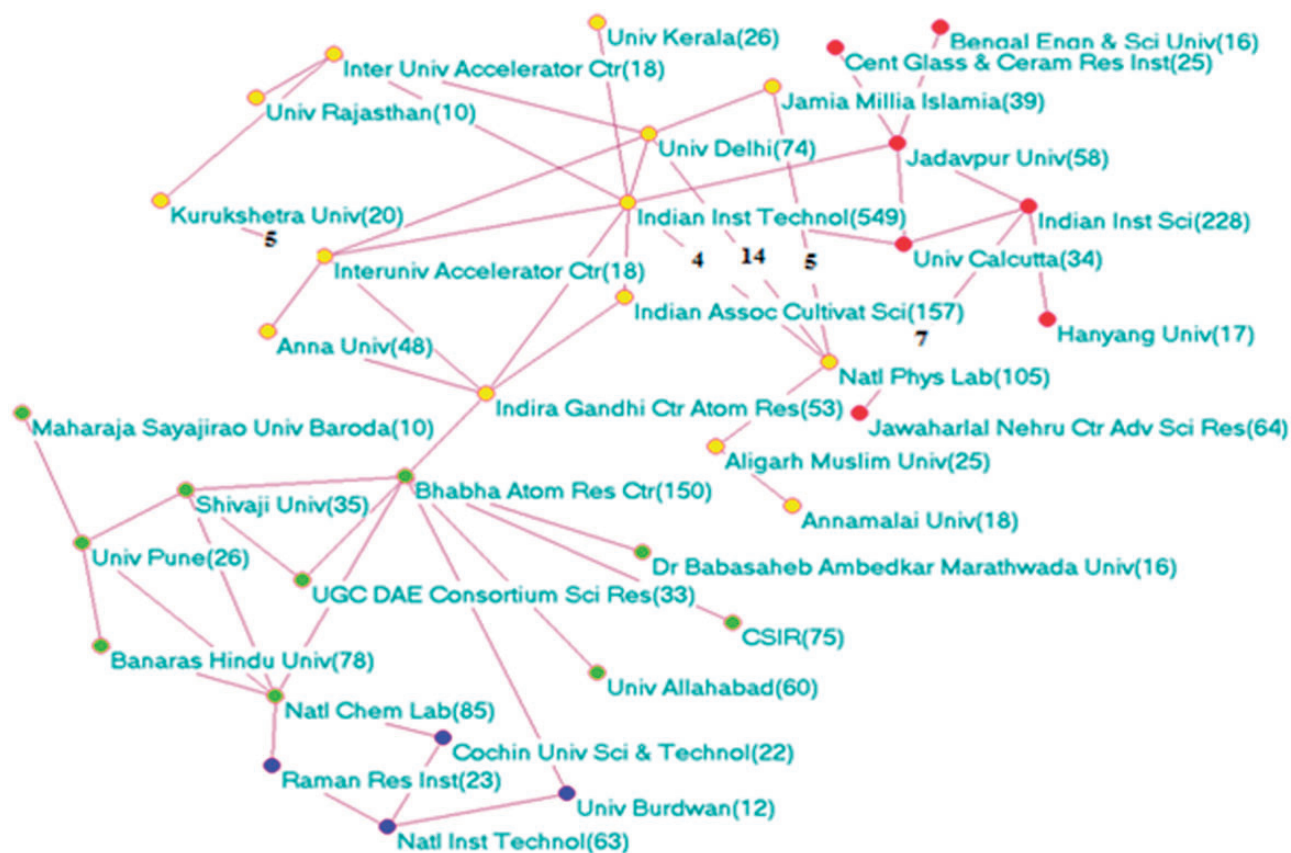 Univ Kerala(26)
Bengal Engn & Sci Univ(16)
Cent Glass & Ceram Res Inst(25)
Inter Univ Accelerator Ctr(18)
Jamia Millia Islamia(39)
Univ Rajasthan(10)
Univ Delhi(74)
Jadavpur Univ(58)
Kurukshetra Univ(20)
Indian Inst Technol(549)
Indian Inst Sci(228)
5
4
14
5
Univ Calcutta(34)
Interuniv Accelerator Ctr(18)
Indian Assoc Cultivat Sci(157)
Hanyang Univ(17)
7
Anna Univ(48)
Natl Phys Lab(105)
Indira Gandhi Ctr Atom Res(53)
Maharaja Sayajirao Univ Baroda(10)
Jawaharlal Nehru Ctr Adv Sci Res(64)
Aligarh Muslim Univ(25)
Bhabha Atom Res Ctr(150)
Shivaji Univ(35)
Annamalai Univ(18)
Univ Pune(26)
Dr Babasaheb Ambedkar Marathwada Univ(16)
UGC DAE Consortium Sci Res(33)
CSIR(75)
Banaras Hindu Univ(78)
Univ Allahabad(60)
Natl Chem Lab(85)
Cochin Univ Sci & Technol(22)
Raman Res Inst(23)
Univ Burdwan(12)
Natl Inst Technol(63)